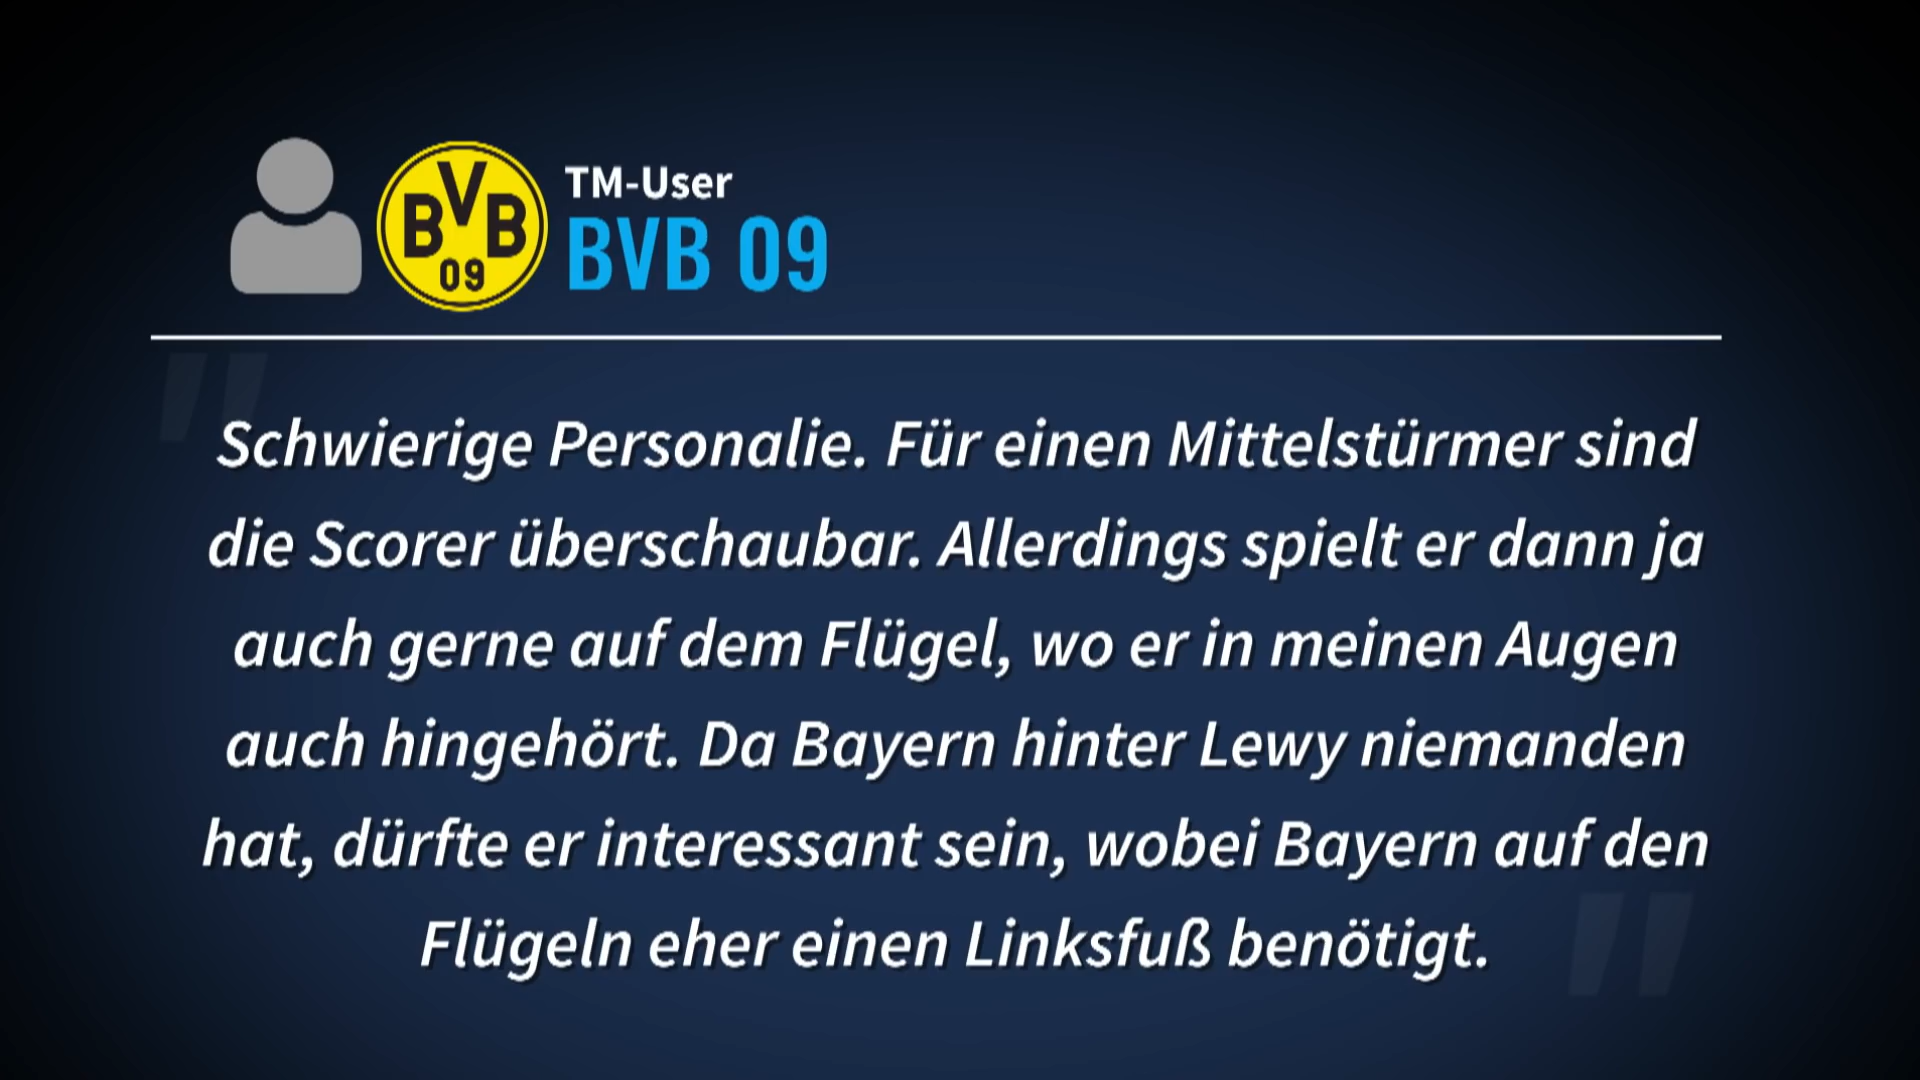 BVB
09
TM-User
BVB 09
Schwierige Personalie. Für einen Mittelstürmer sind
die Scorer überschaubar. Allerdings spielt er dann ja
auch gerne auf dem Flügel, wo er in meinen Augen
auch hingehört. Da Bayern hinter Lewy niemanden
hat, dürfte er interessant sein, wobei Bayern auf den
Flügeln eher einen Linksfuß benötigt.